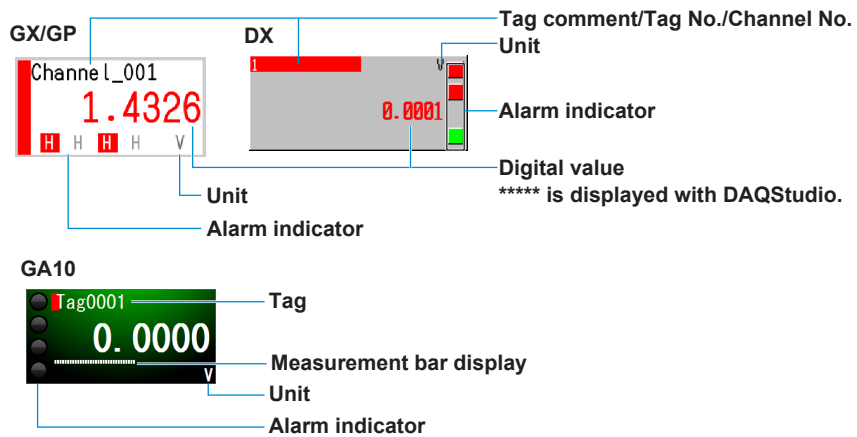 GX/GP
DX
Tag comment/Tag No./Channel No.
Unit
Channel_001
1.4326
H H H H V
1
V
0.0001
Alarm indicator
Digital value
***** is displayed with DAQStudio.
Unit
Alarm indicator
GA10
Tag0001
0.0000
V
Tag
Measurement bar display
Unit
Alarm indicator